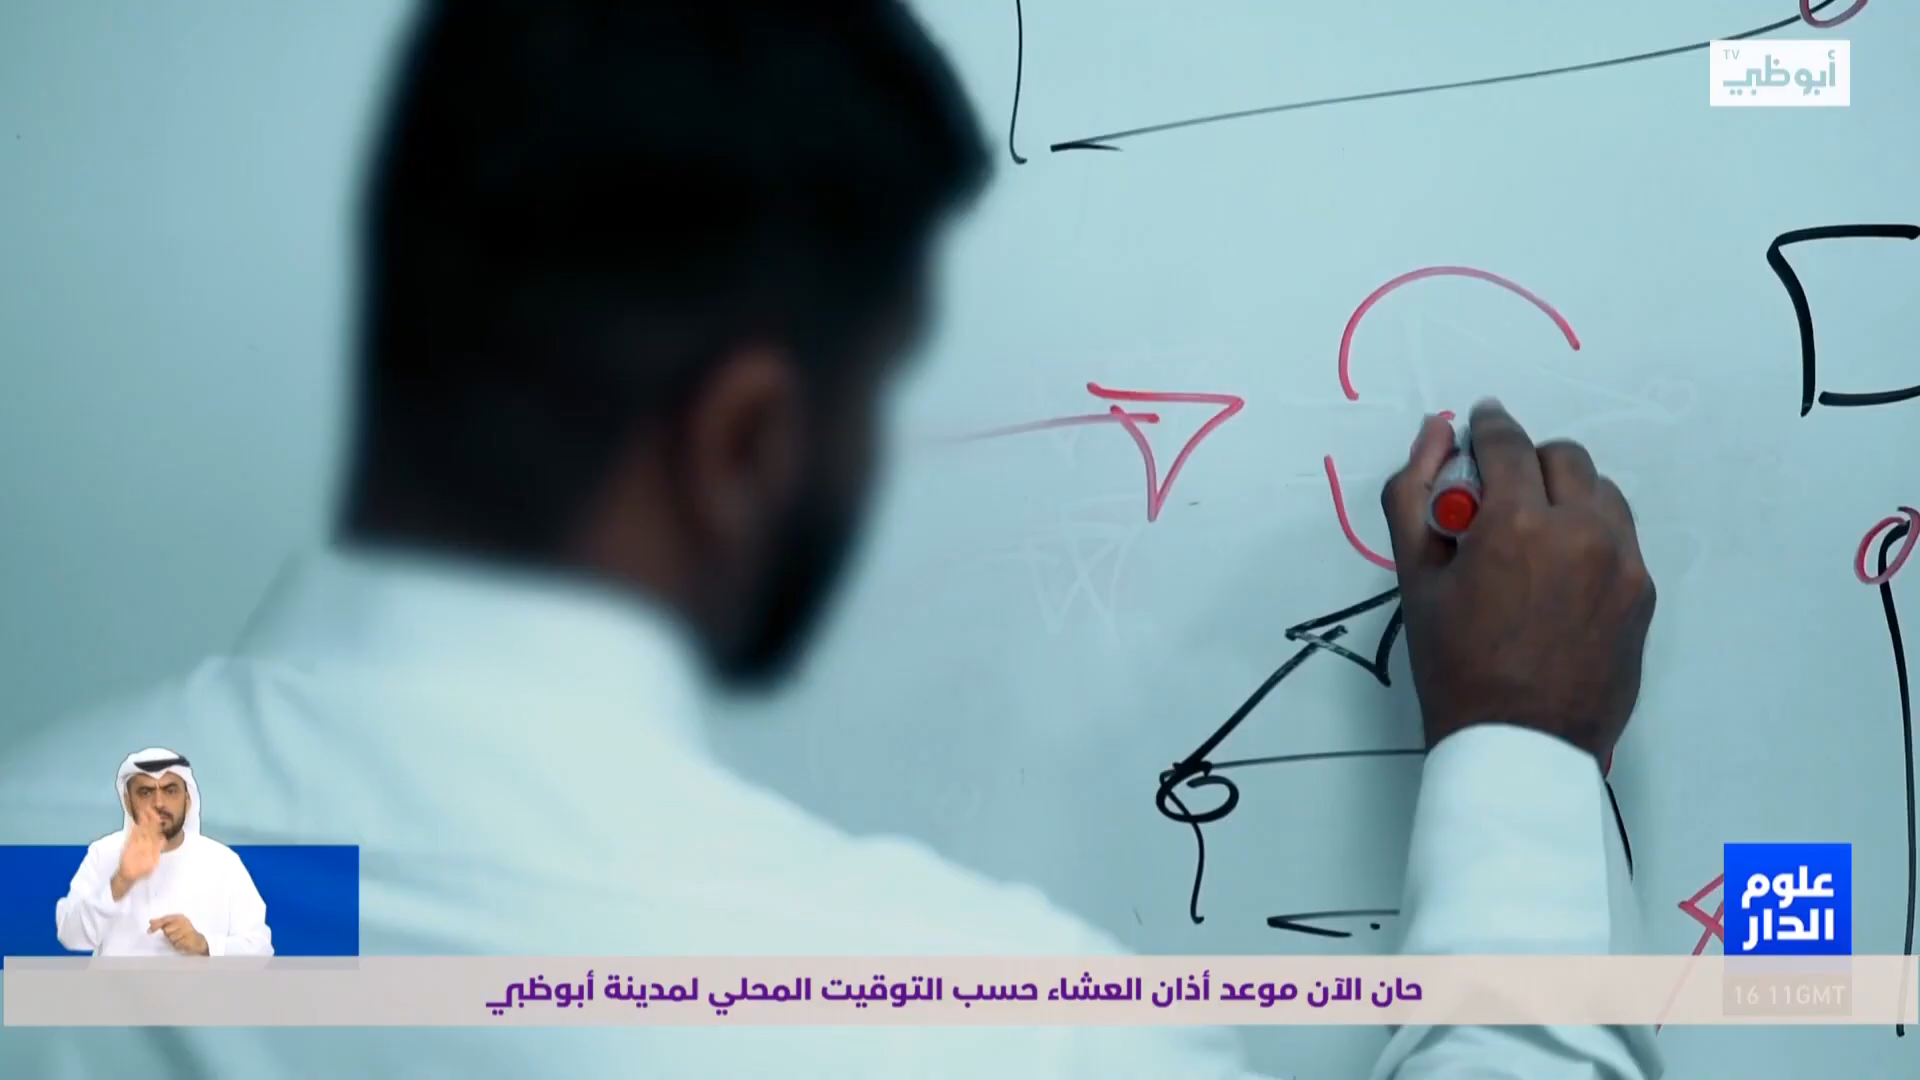 أبوظبي
TV
علوم
الدار
حان الآن موعد أذان العشاء حسب التوقيت المحلي لمدينة أبوظبي
16 11GMT